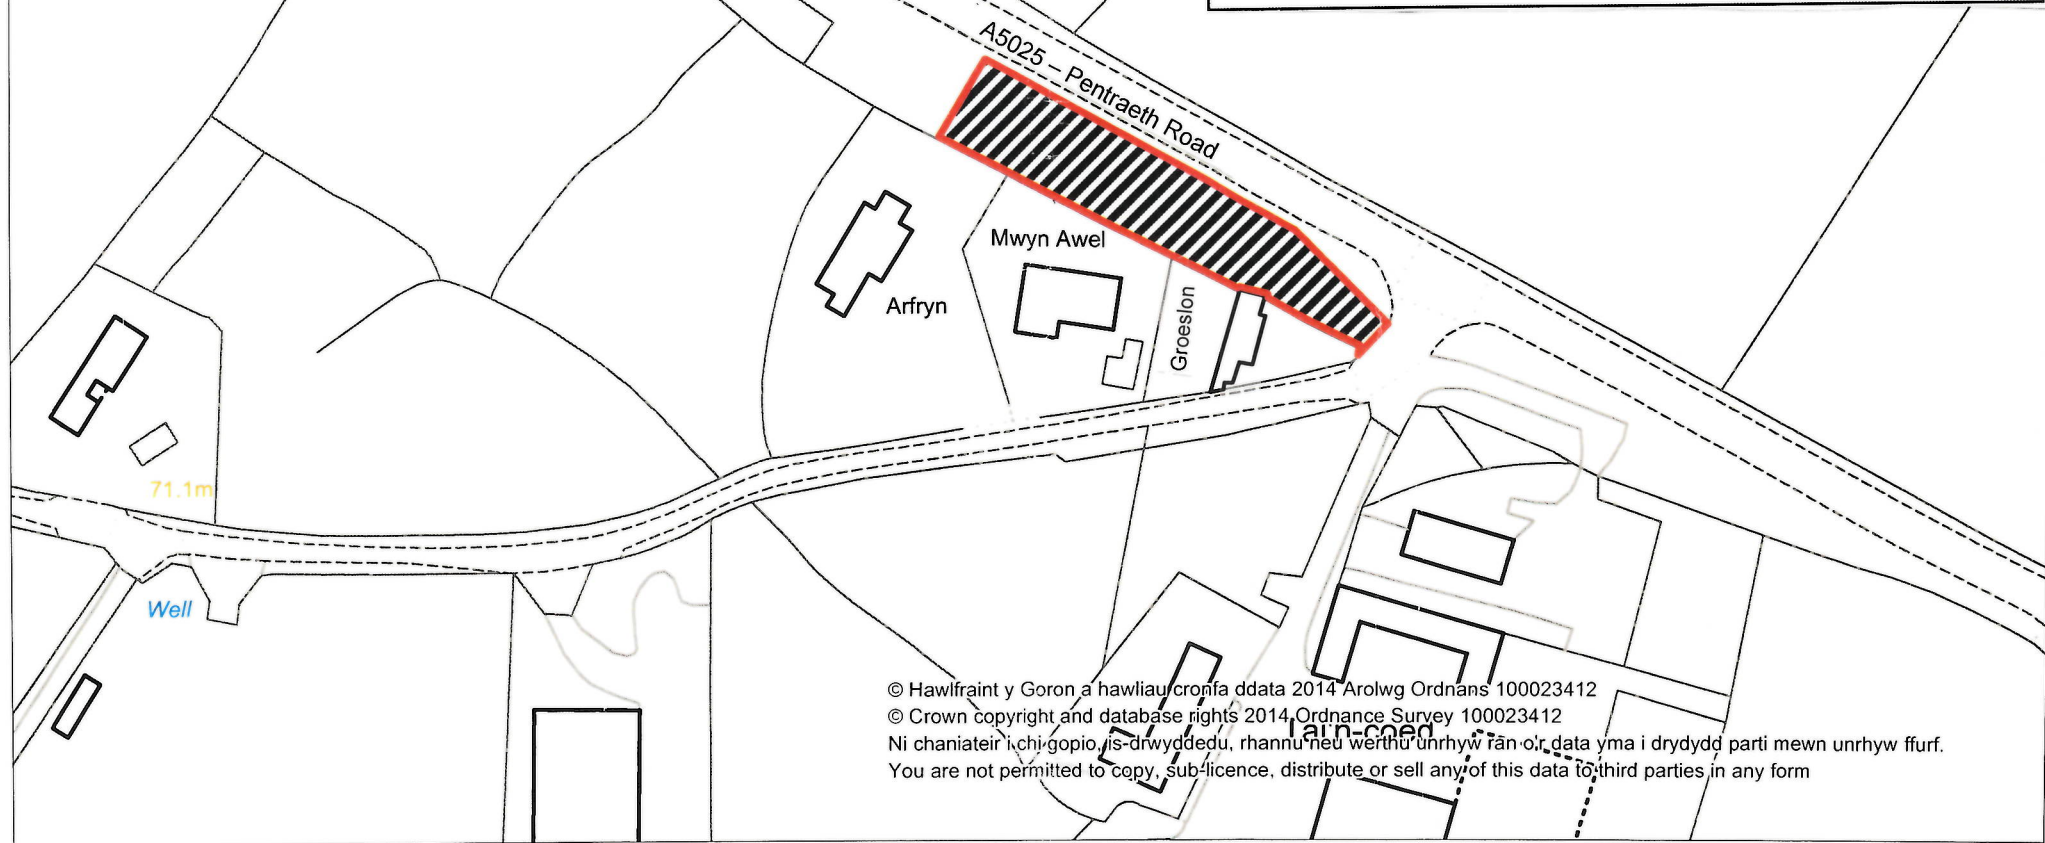 A5025 – Pentraeth Road
Mwyn Awel
Arfryn
Groeslon
71.1m
Well
© Hawlfraint y Goron a hawliau cronfa ddata 2014 Arolwg Ordnans 100023412
© Crown copyright and database rights 2014 Ordnance Survey 100023412
Ni chaniateir i chi gopio, is-drwyddedu, rhannu neu werthu unrhyw ran o'r data yma i drydydd parti mewn unrhyw ffurf.
You are not permitted to copy, sub-licence, distribute or sell any of this data to third parties in any form